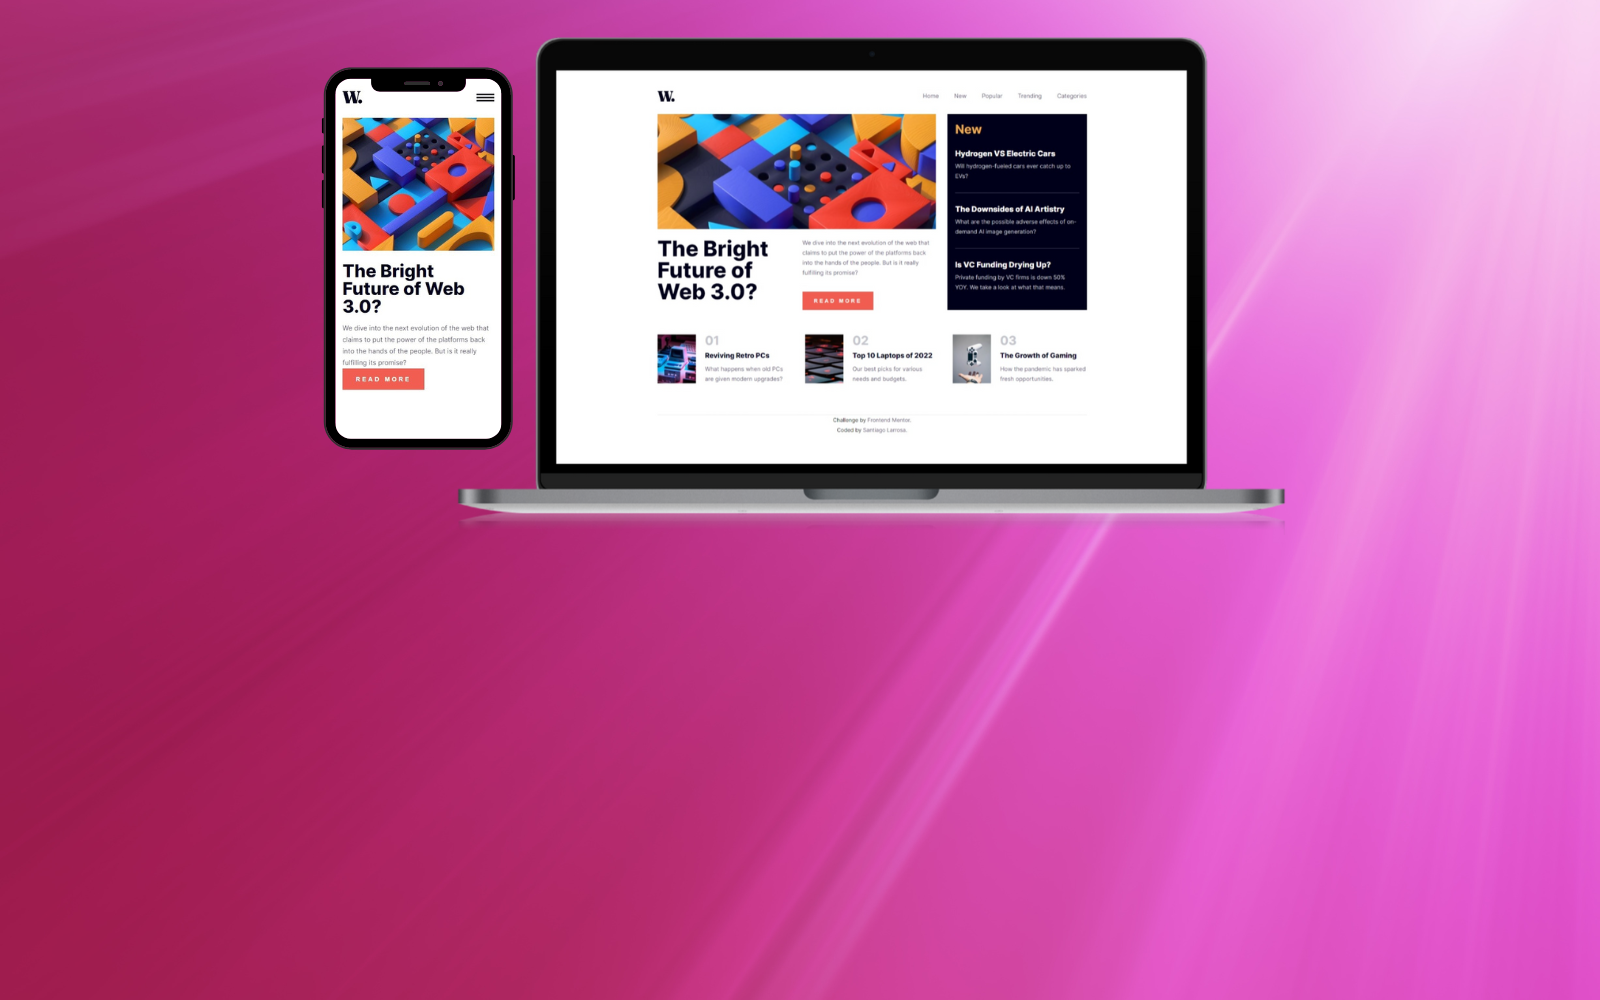 W.
The Bright
Future of Web
3.0?
We dive into the next evolution of the web that
claims to put the power of the platforms back
into the hands of the people. But is it really
fulfilling its promise?
READ MORE
W.
Home New Popular Trending Categories
The Bright
Future of
Web 3.0?
We dive into the next evolution of the web that
claims to put the power of the platforms back
into the hands of the people. But is it really
fulfilling its promise?
READ MORE
New
Hydrogen VS Electric Cars
Will hydrogen-fueled cars ever catch up to
EVs?
The Downsides of AI Artistry
What are the possible adverse effects of on-
demand AI image generation?
Is VC Funding Drying Up?
Private funding by VC firms is down 50%
YOY. We take a look at what that means.
01
Reviving Retro PCs
What happens when old PCs
are given modern upgrades?
02
Top 10 Laptops of 2022
Our best picks for various
needs and budgets.
03
The Growth of Gaming
How the pandemic has sparked
fresh opportunities.
Challenge by Frontend Mentor.
Coded by Santiago Larrosa.